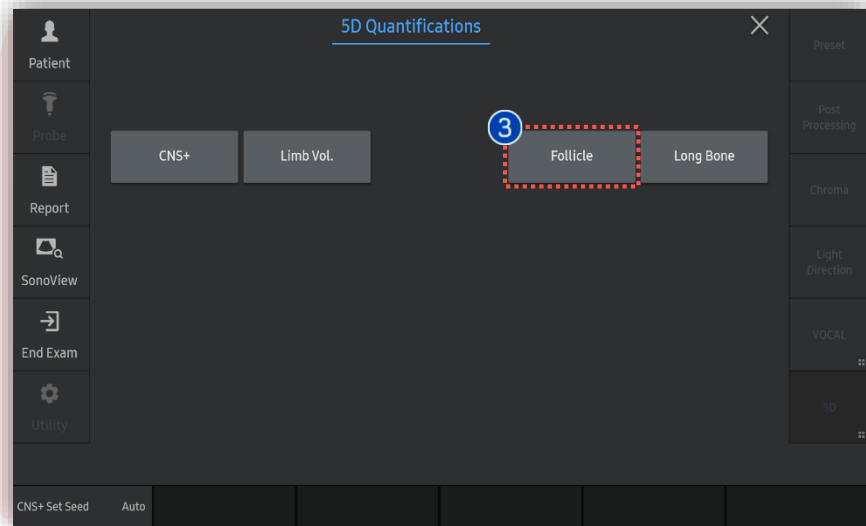 5D Quantifications
Patient
Probe
Report
SonoView
End Exam
Utility
CNS+
Limb Vol.
3
Follicle
Long Bone
Preset
Post
Processing
Chroma
Light
Direction
VOCAL
5D
CNS+ Set Seed Auto